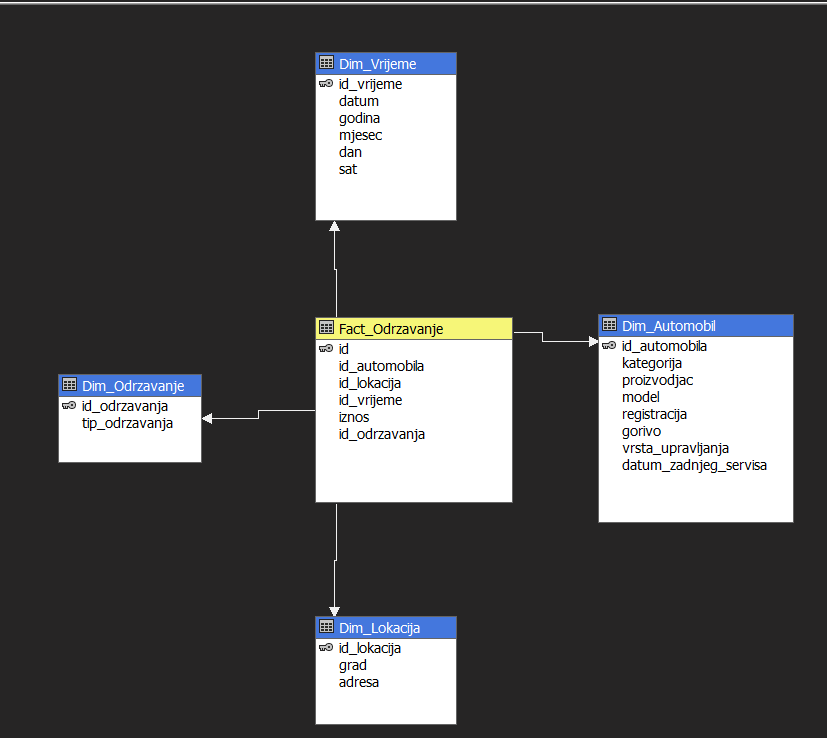 Dim_Vrijeme
id_vrijeme
datum
godina
mjesec
dan
sat
Fact_Odrzavanje
id
id_automobila
id_lokacija
id_vrijeme
iznos
id_odrzavanja
Dim_Automobil
id_automobila
kategorija
proizvodjac
model
registracija
gorivo
vrsta_upravljanja
datum_zadnjeg_servisa
Dim_Odrzavanje
id_odrzavanja
tip_odrzavanja
Dim_Lokacija
id_lokacija
grad
adresa